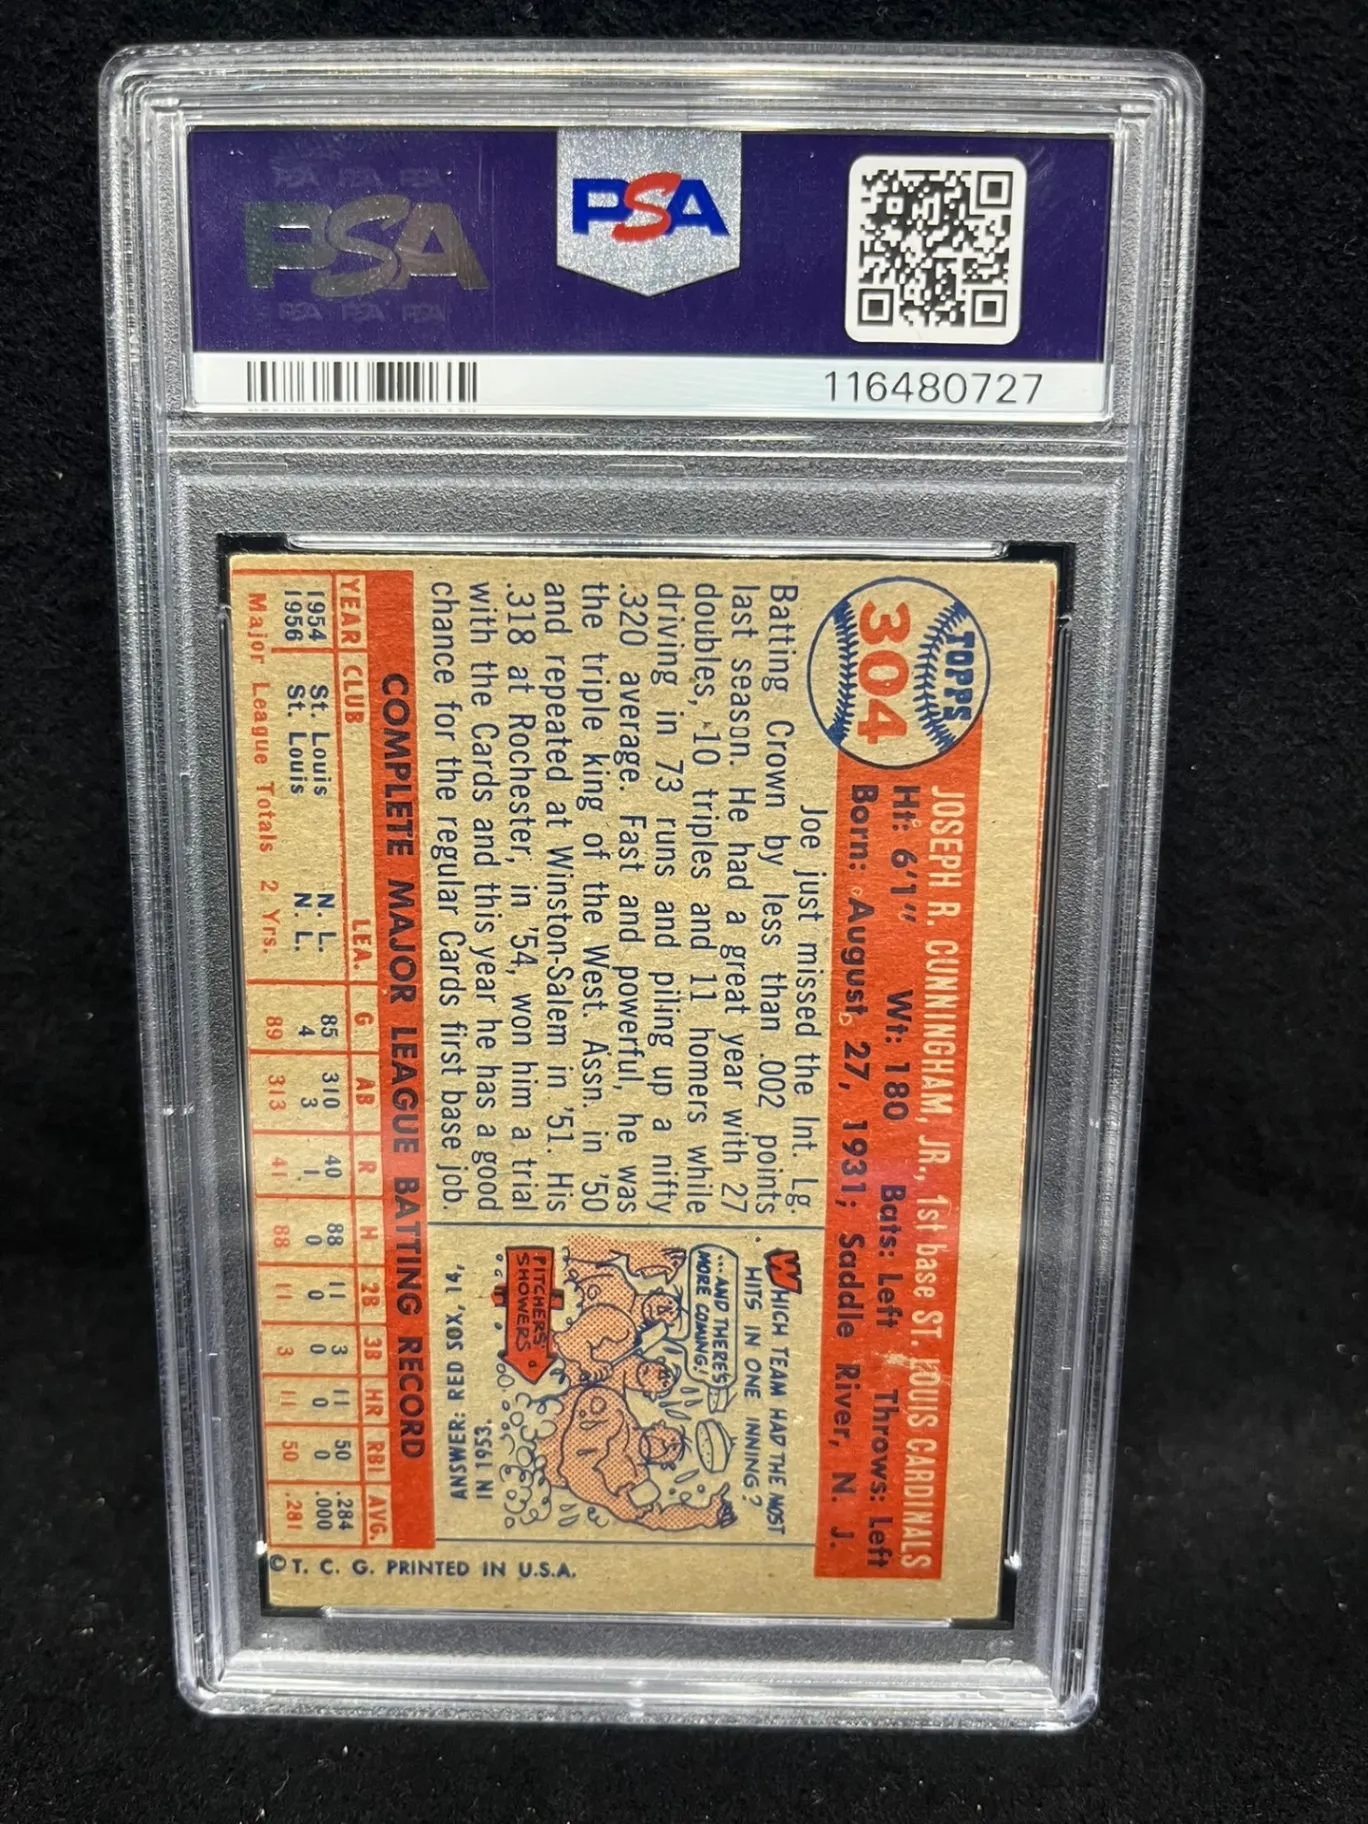 PSA PSA PSA
PSA
PSA PSA PSA
PSA
116480727
TOPPS
304
JOSEPH R. CUNNINGHAM, JR., 1st base ST. LOUIS CARDINALS
Ht: 6'1" Wt: 180 Bats: Left Throws: Left
Born: August 27, 1931; Saddle River, N. J.
Joe just missed the Int. Lg.
Batting Crown by less than .002 points
last season. He had a great year with 27
doubles, 10 triples and 11 homers while
driving in 73 runs and piling up a nifty
.320 average. Fast and powerful, he was
the triple king of the West. Assn. in '50
and repeated at Winston-Salem in '51. His
.318 at Rochester, in '54, won him a trial
with the Cards and this year he has a good
chance for the regular Cards first base job.
WHICH TEAM HAD THE MOST
HITS IN ONE INNING?
...AND THERE'S
MORE COMING!
PITCHERS'
SHOWERS
ANSWER: RED SOX, 14,
IN 1953.
COMPLETE MAJOR LEAGUE BATTING RECORD
YEAR CLUB LEA. G AB R H 2B 3B HR RBI AVG.
1954 St. Louis N. L. 85 310 40 88 11 3 11 50 .284
1956 St. Louis N. L. 4 3 1 0 0 0 0 0 .000
Major League Totals 2 Yrs. 89 313 41 88 11 3 11 50 .281
© T. C. G. PRINTED IN U.S.A.